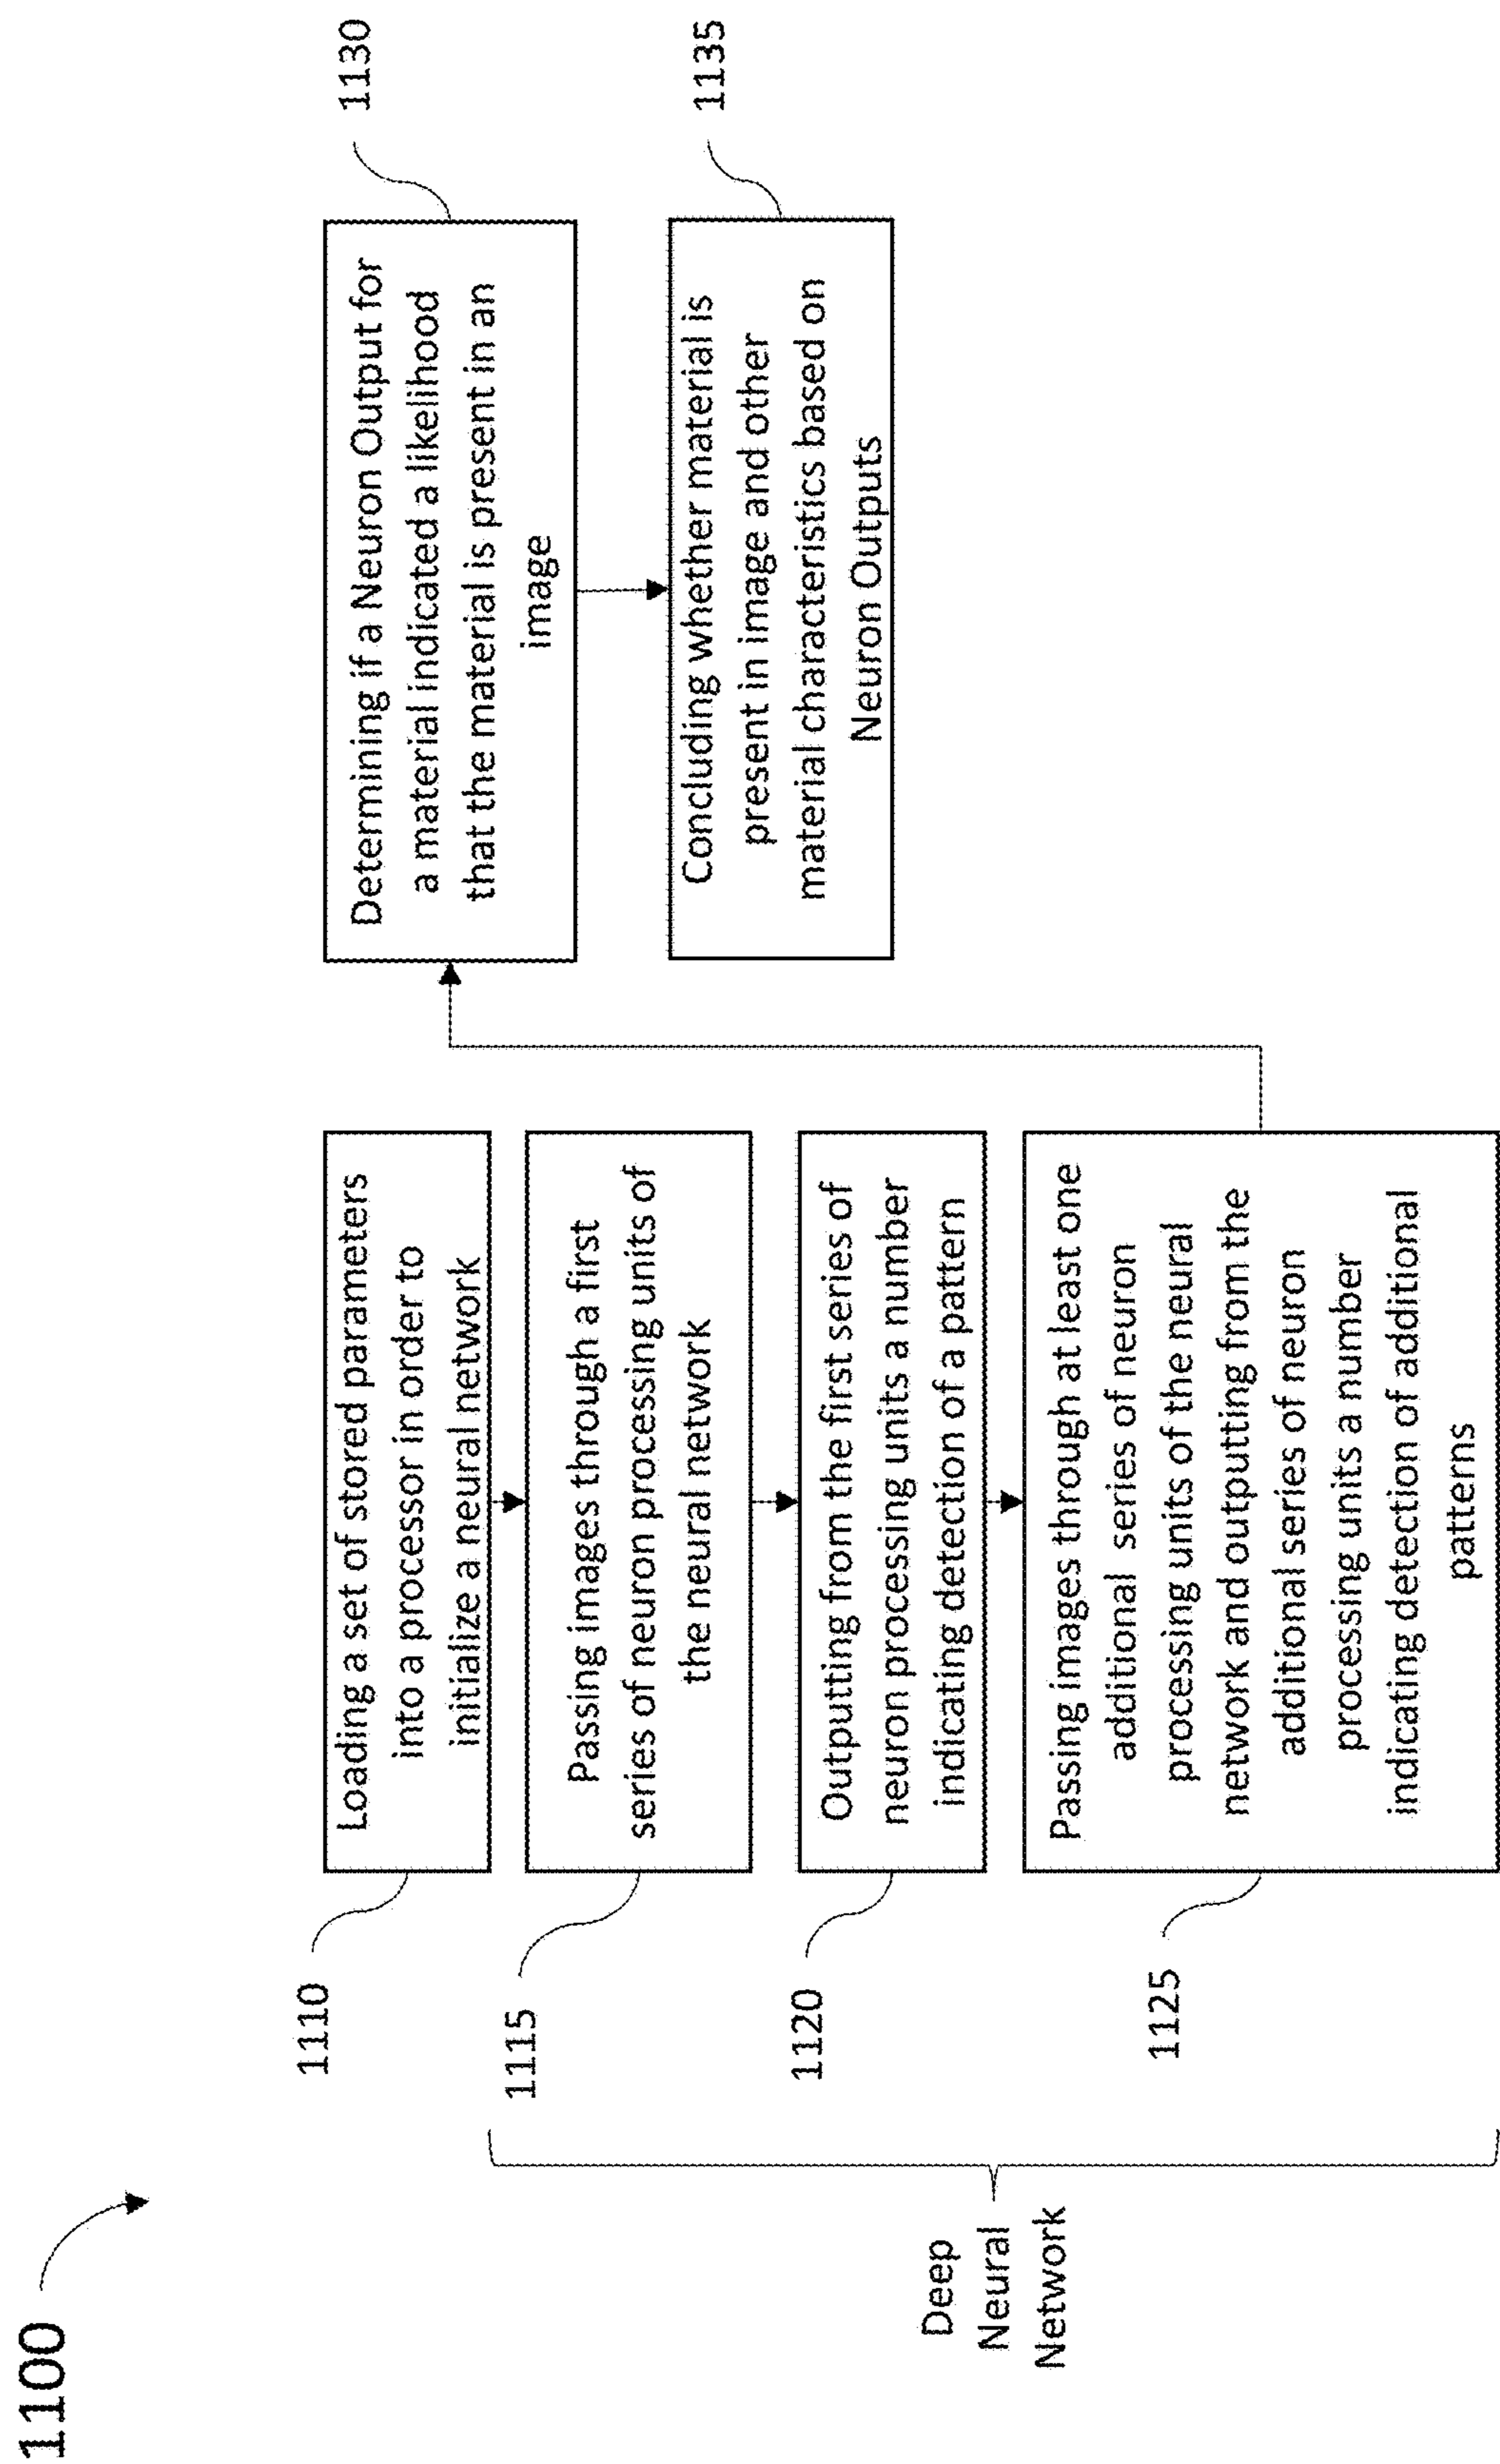 1100
1110
Loading a set of stored parameters
into a processor in order to
initialize a neural network
1115
Passing images through a first
series of neuron processing units of
the neural network
1120
Outputting from the first series of
neuron processing units a number
indicating detection of a pattern
1125
Passing images through at least one
additional series of neuron
processing units of the neural
network and outputting from the
additional series of neuron
processing units a number
indicating detection of additional
patterns
Deep
Neural
Network
1130
Determining if a Neuron Output for
a material indicated a likelihood
that the material is present in an
image
1135
Concluding whether material is
present in image and other
material characteristics based on
Neuron Outputs